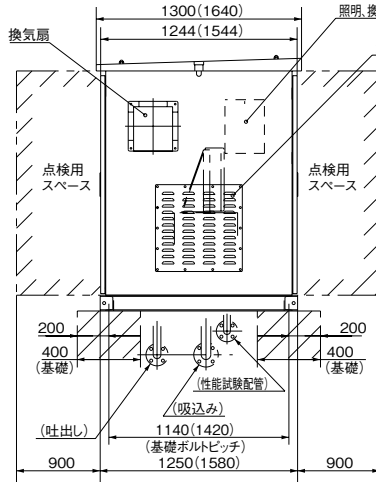 1300(1640)
1244(1544)
照明、換
換気扇
点検用
スペース
点検用
スペース
200
200
400
(基礎)
400
(基礎)
(性能試験配管)
(吸込み)
(吐出し)
1140(1420)
(基礎ボルトピッチ)
900
1250(1580)
900